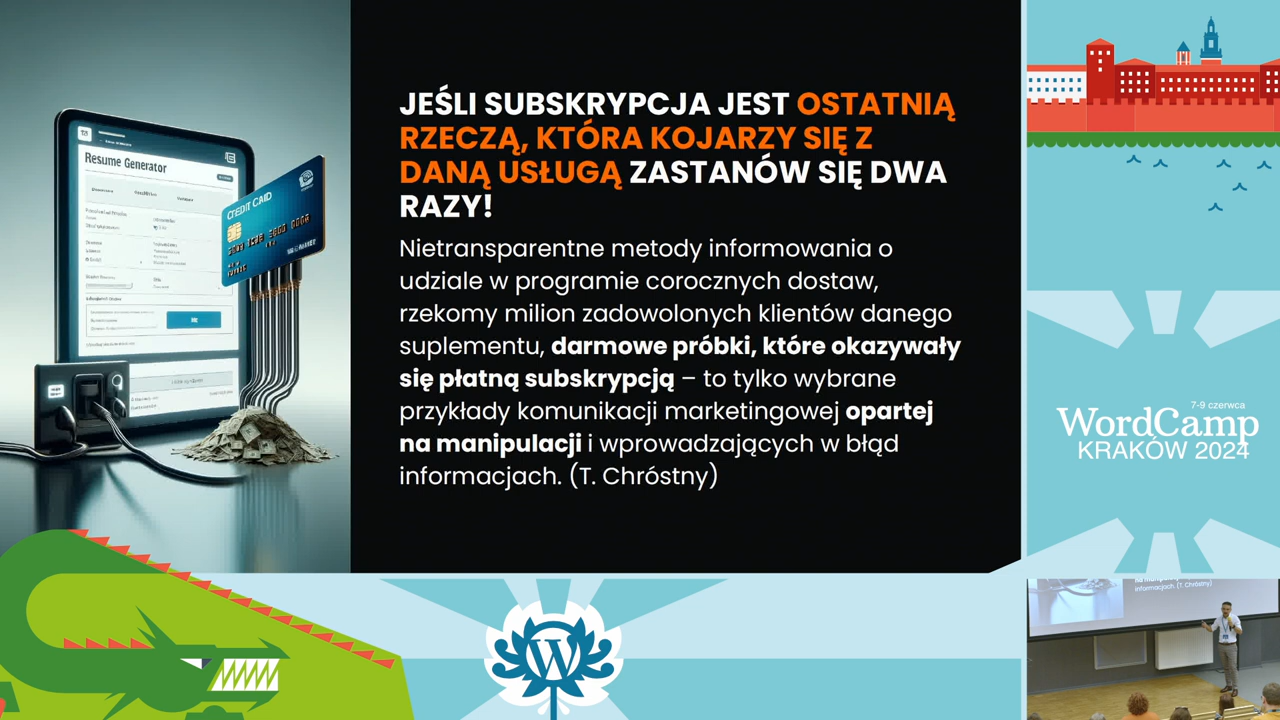 JEŚLI SUBSKRYPCJA JEST OSTATNIĄ
RZECZĄ, KTÓRA KOJARZY SIĘ Z
DANĄ USŁUGĄ ZASTANÓW SIĘ DWA
RAZY!
Nietransparentne metody informowania o
udziale w programie corocznych dostaw,
rzekomy milion zadowolonych klientów danego
suplementu, darmowe próbki, które okazywały
się płatną subskrypcją – to tylko wybrane
przykłady komunikacji marketingowej opartej
na manipulacji i wprowadzających w błąd
informacjach. (T. Chróstny)
Resume Generator
7-9 czerwca
WordCamp
KRAKÓW 2024
W
informacjach. (T. Chróstny)